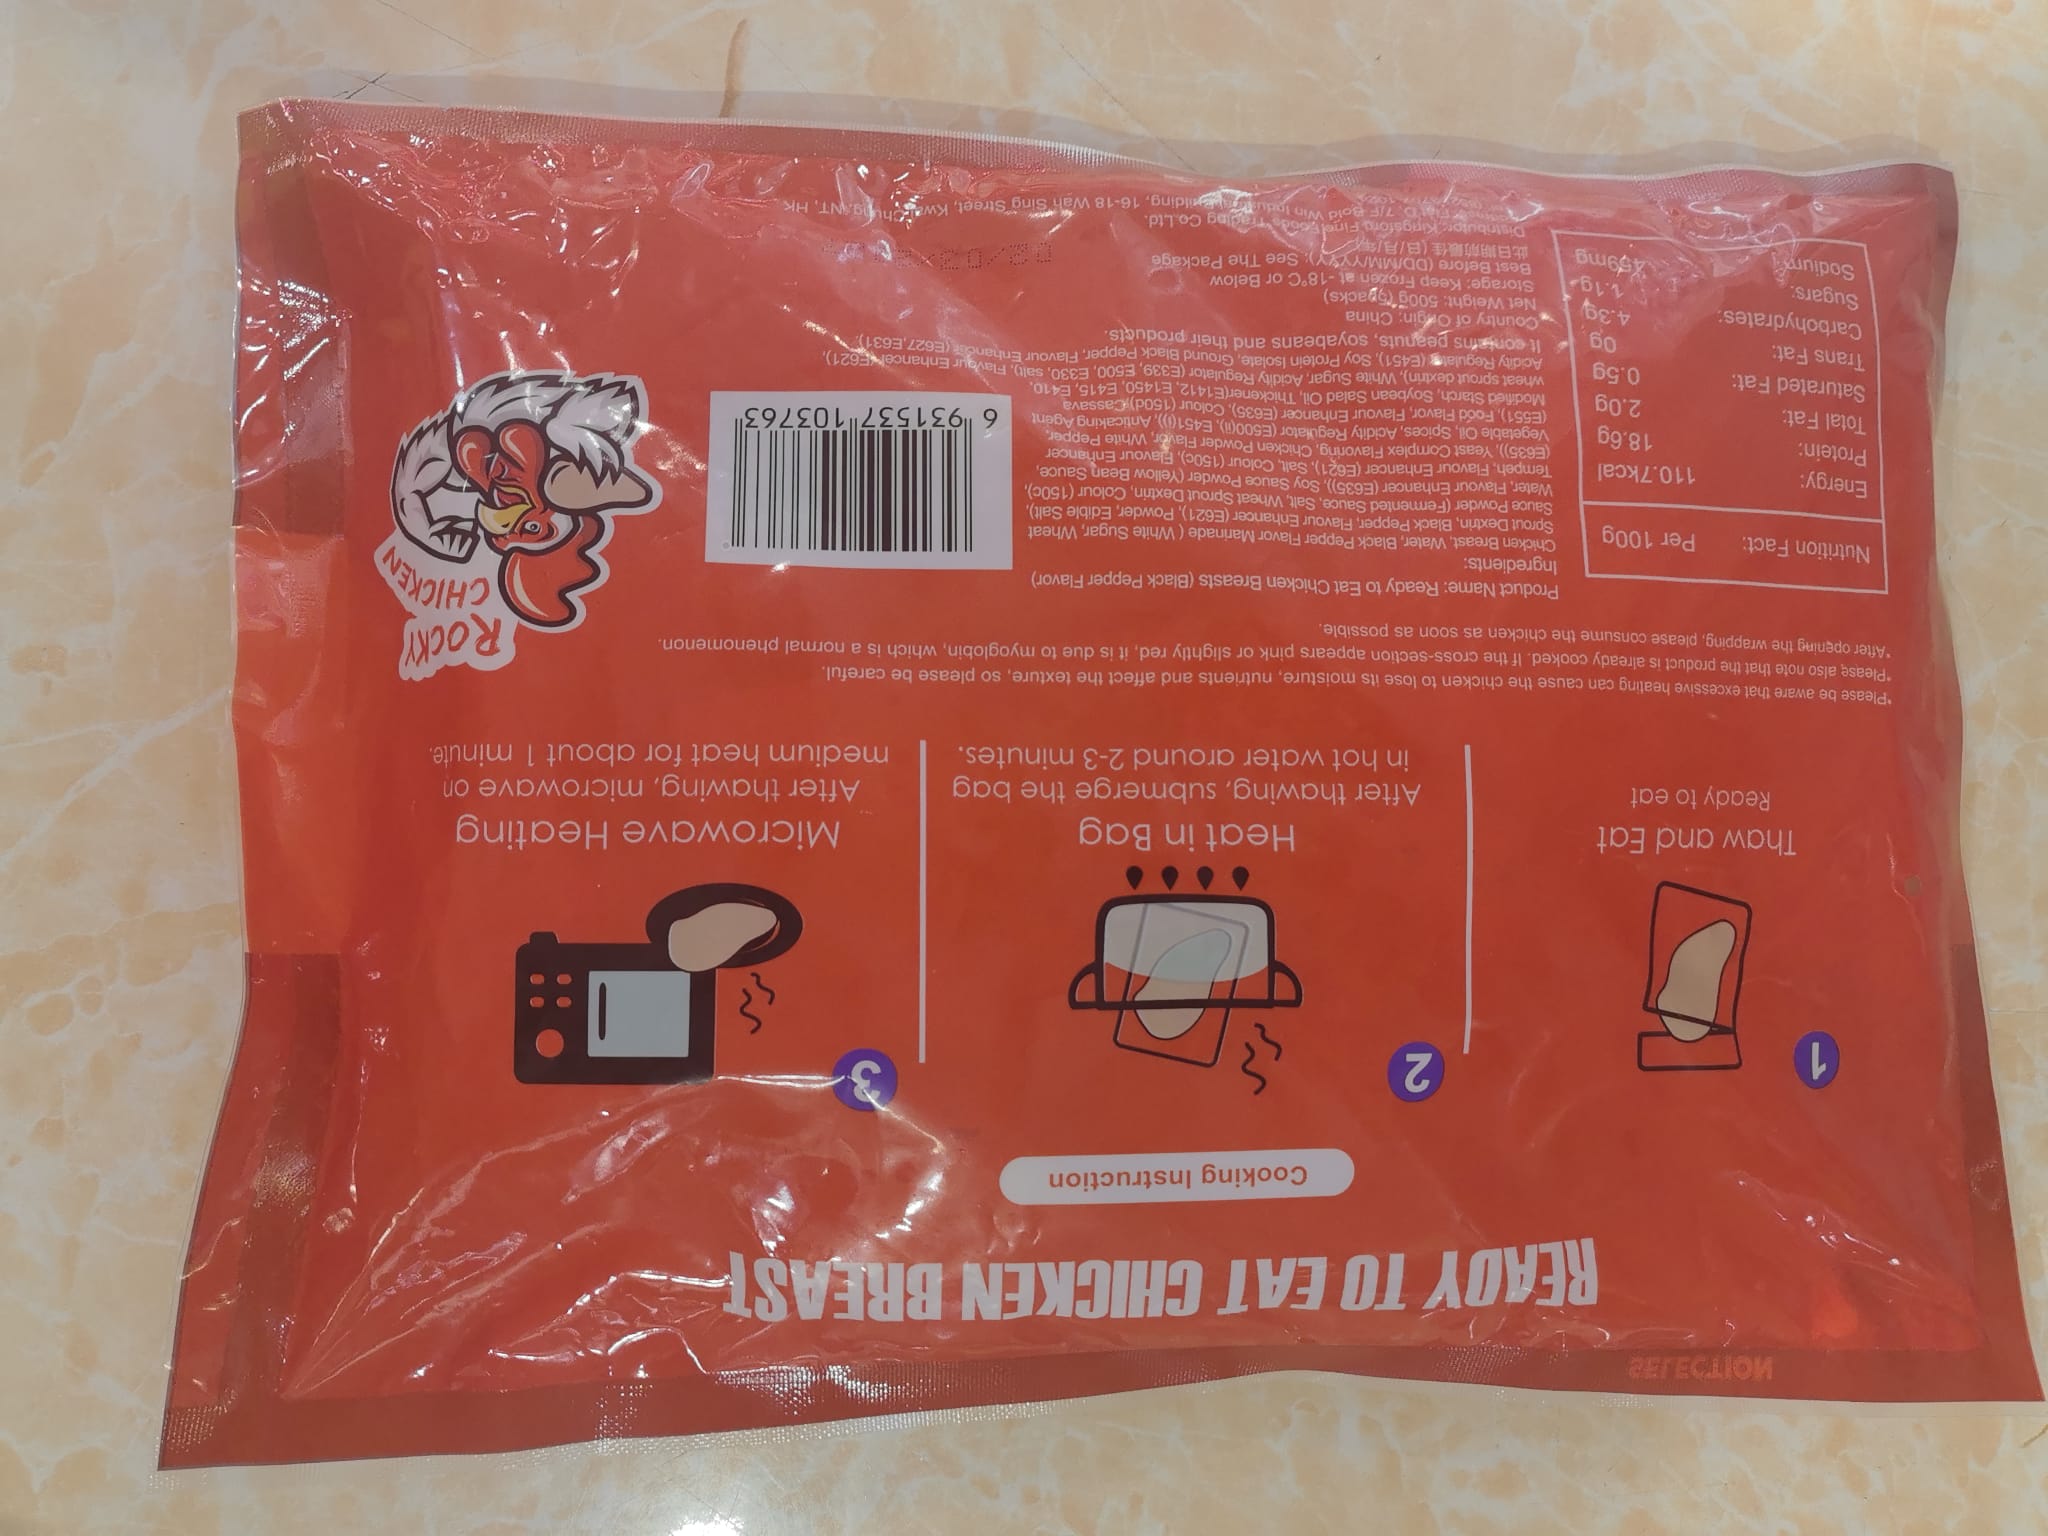 SELECTION
READY TO EAT CHICKEN BREAST
Cooking Instruction
1
Thaw and Eat
Ready to eat
2
Heat in Bag
After thawing, submerge the bag
in hot water around 2-3 minutes.
3
Microwave Heating
After thawing, microwave on
medium heat for about 1 minute.
*Please be aware that excessive heating can cause the chicken to lose its moisture, nutrients and affect the texture, so please be careful.
*Please also note that the product is already cooked. If the cross-section appears pink or slightly red, it is due to myoglobin, which is a normal phenomenon.
*After opening the wrapping, please consume the chicken as soon as possible.
Nutrition Fact: Per 100g
Energy: 110.7kcal
Protein: 18.6g
Total Fat: 2.0g
Saturated Fat: 0.5g
Trans Fat: 0g
Carbohydrates: 4.3g
Sugars: 1.1g
Sodium: 459mg
Product Name: Ready to Eat Chicken Breasts (Black Pepper Flavor)
Ingredients:
Chicken Breast, Water, Black Pepper Flavor Marinade ( White Sugar, Wheat
Sprout Dextrin, Black Pepper, Flavour Enhancer (E621), Powder, Edible Salt),
Sauce Powder (Fermented Sauce, Salt, Wheat Sprout Dextrin, Colour (150c),
Water, Flavour Enhancer (E635)), Soy Sauce Powder (Yellow Bean Sauce,
Tempeh, Flavour Enhancer (E621), Salt, Colour (150c), Flavour Enhancer
(E635)), Yeast Complex Flavoring, Chicken Powder Flavor, White Pepper,
Vegetable Oil, Spices, Acidity Regulator (E500(ii), E451(i)), Anticaking Agent
(E551), Food Flavor, Flavour Enhancer (E635), Colour (150d)), Cassava
Modified Starch, Soybean Salad Oil, Thickener(E1412, E1450, E415, E410,
wheat sprout dextrin), White Sugar, Acidity Regulator (E339, E500, E330, salt), Flavour Enhancer (E621),
Acidity Regulator (E451), Soy Protein Isolate, Ground Black Pepper, Flavour Enhancer (E627,E631).
It contains peanuts, soyabeans and their products.
Country of Origin: China
Net Weight: 500g (5packs)
Storage: Keep Frozen at -18°C or Below
Best Before (DD/MM/YYYY): See The Package
此日期前最佳 (日/月/年)
Distributor: Kingsford Fine Foods Trading Co Ltd.
Win Industrial Building, 16-18 Wah Sing Street, Kwai Chung, NT, HK
6 931537 103763
ROCKY
CHICKEN